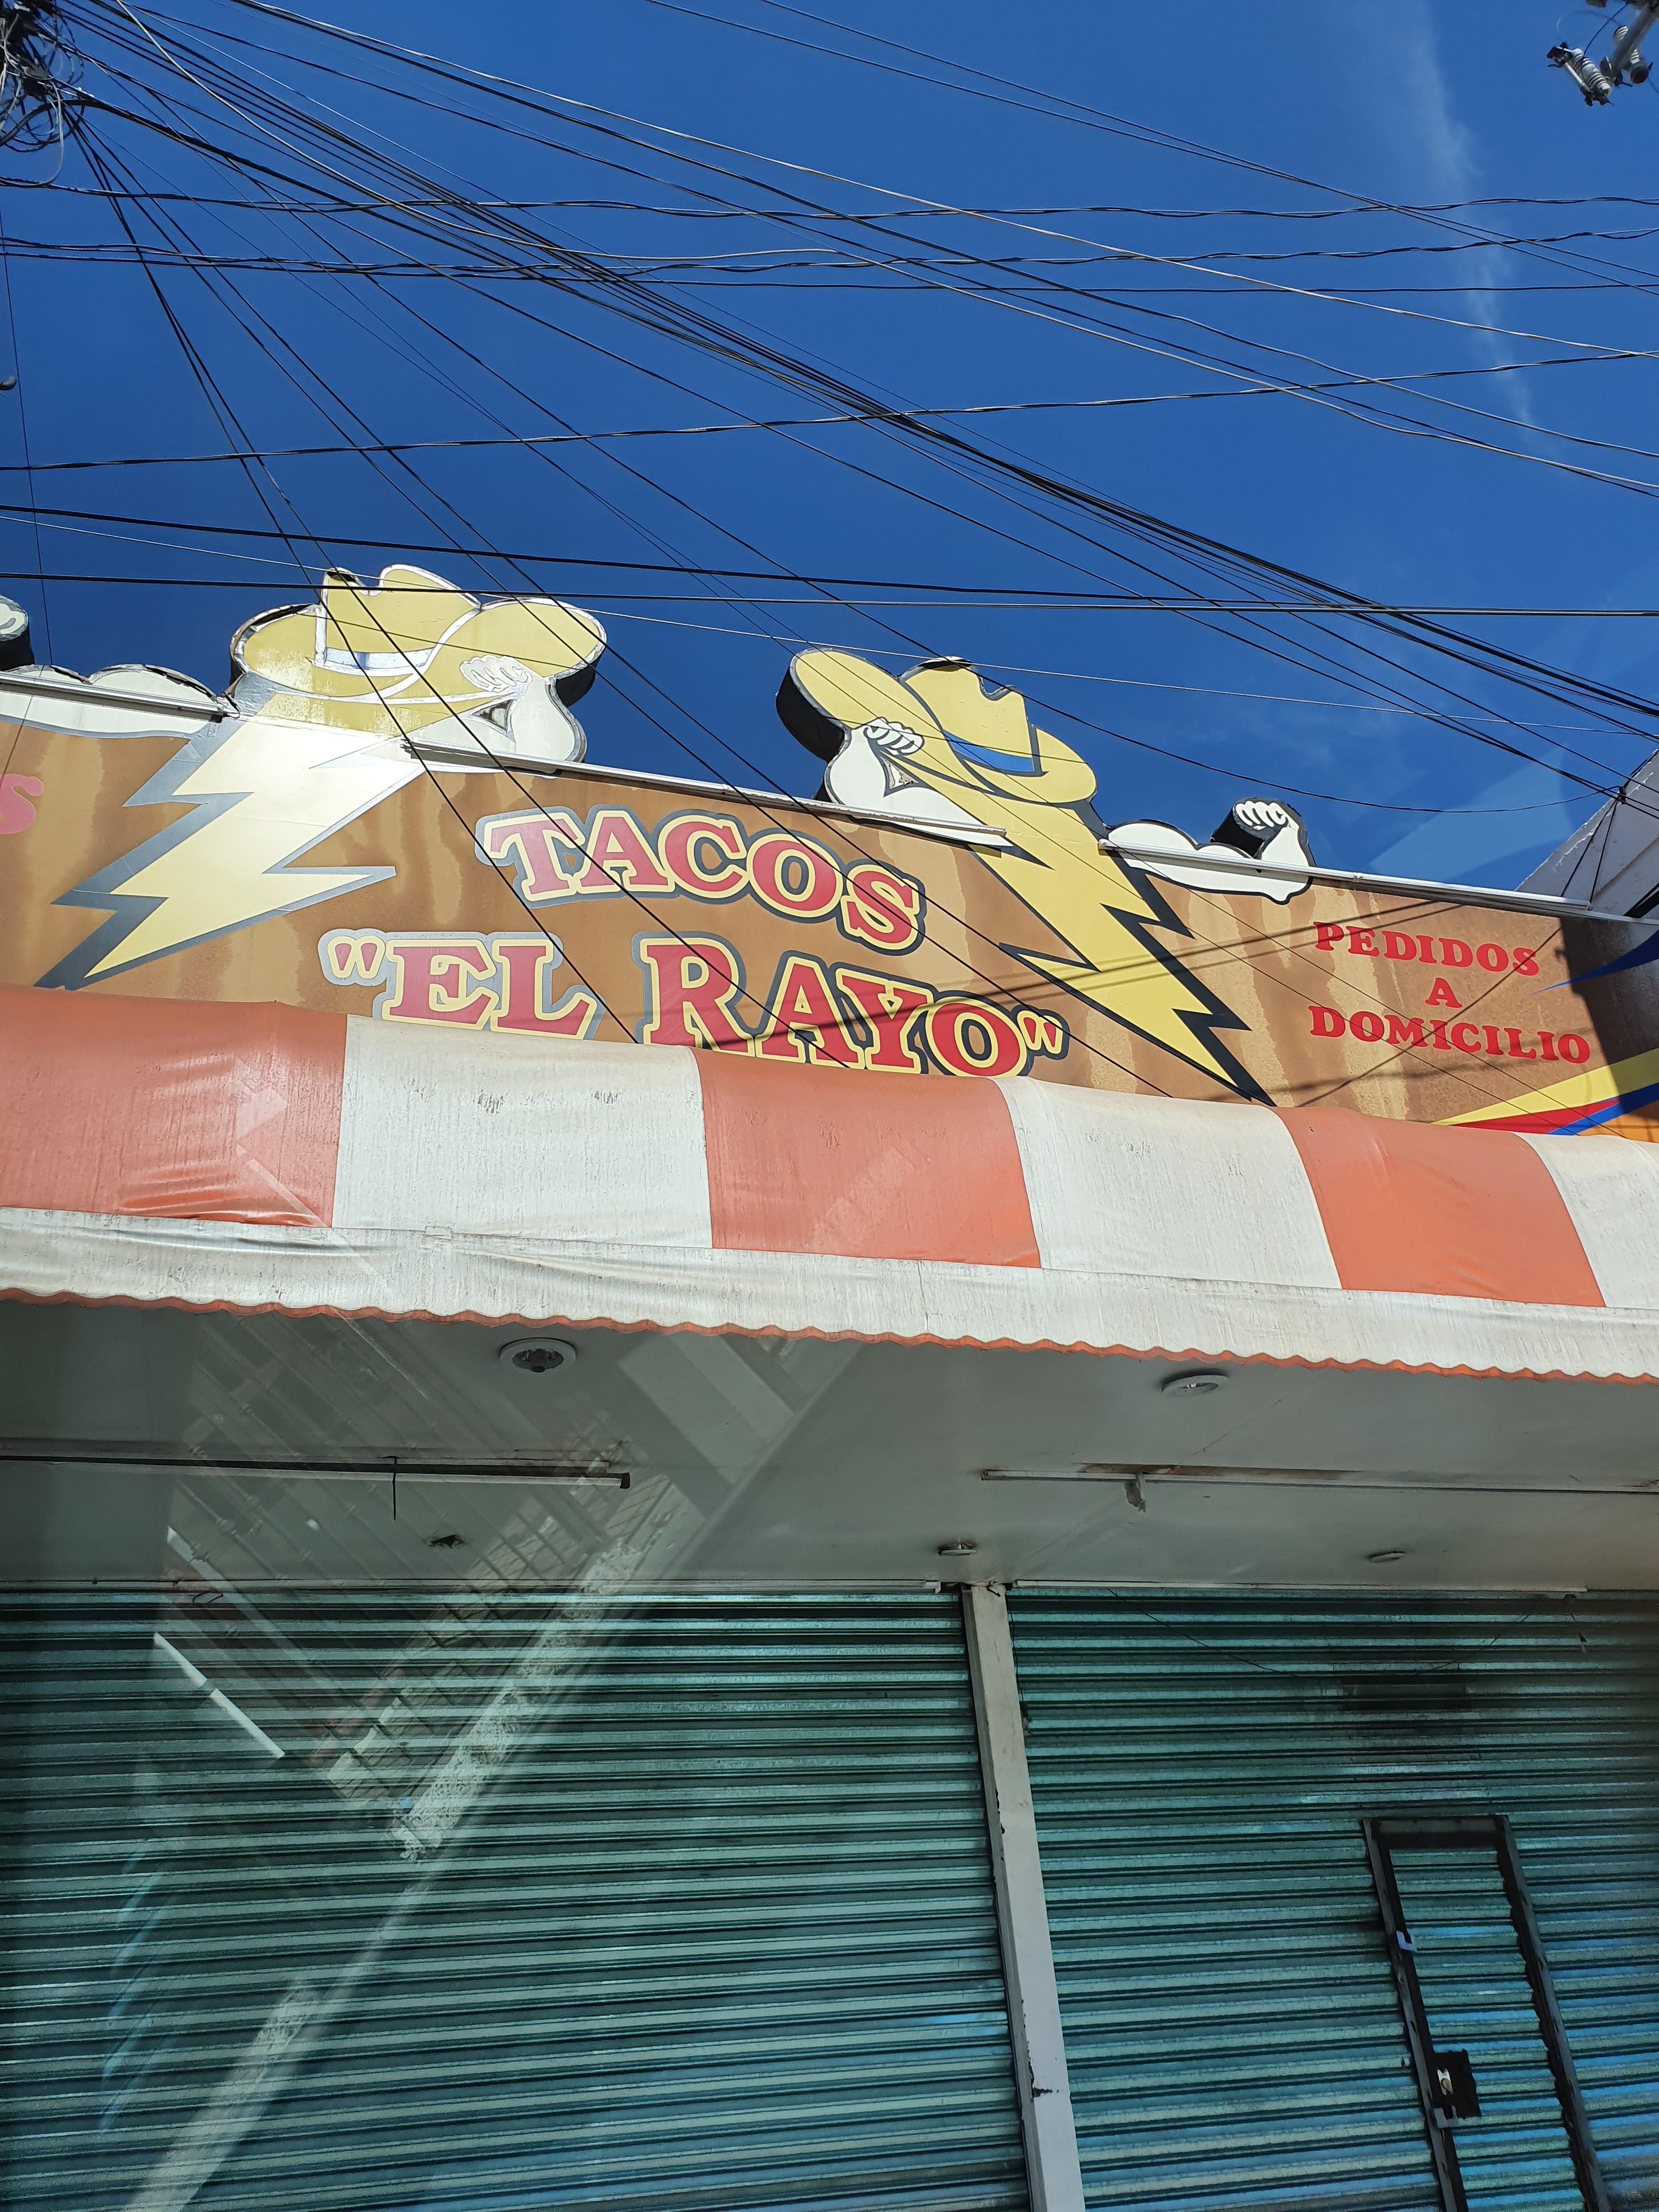 TACOS
"EL RAYO"
PEDIDOS
A
DOMICILIO